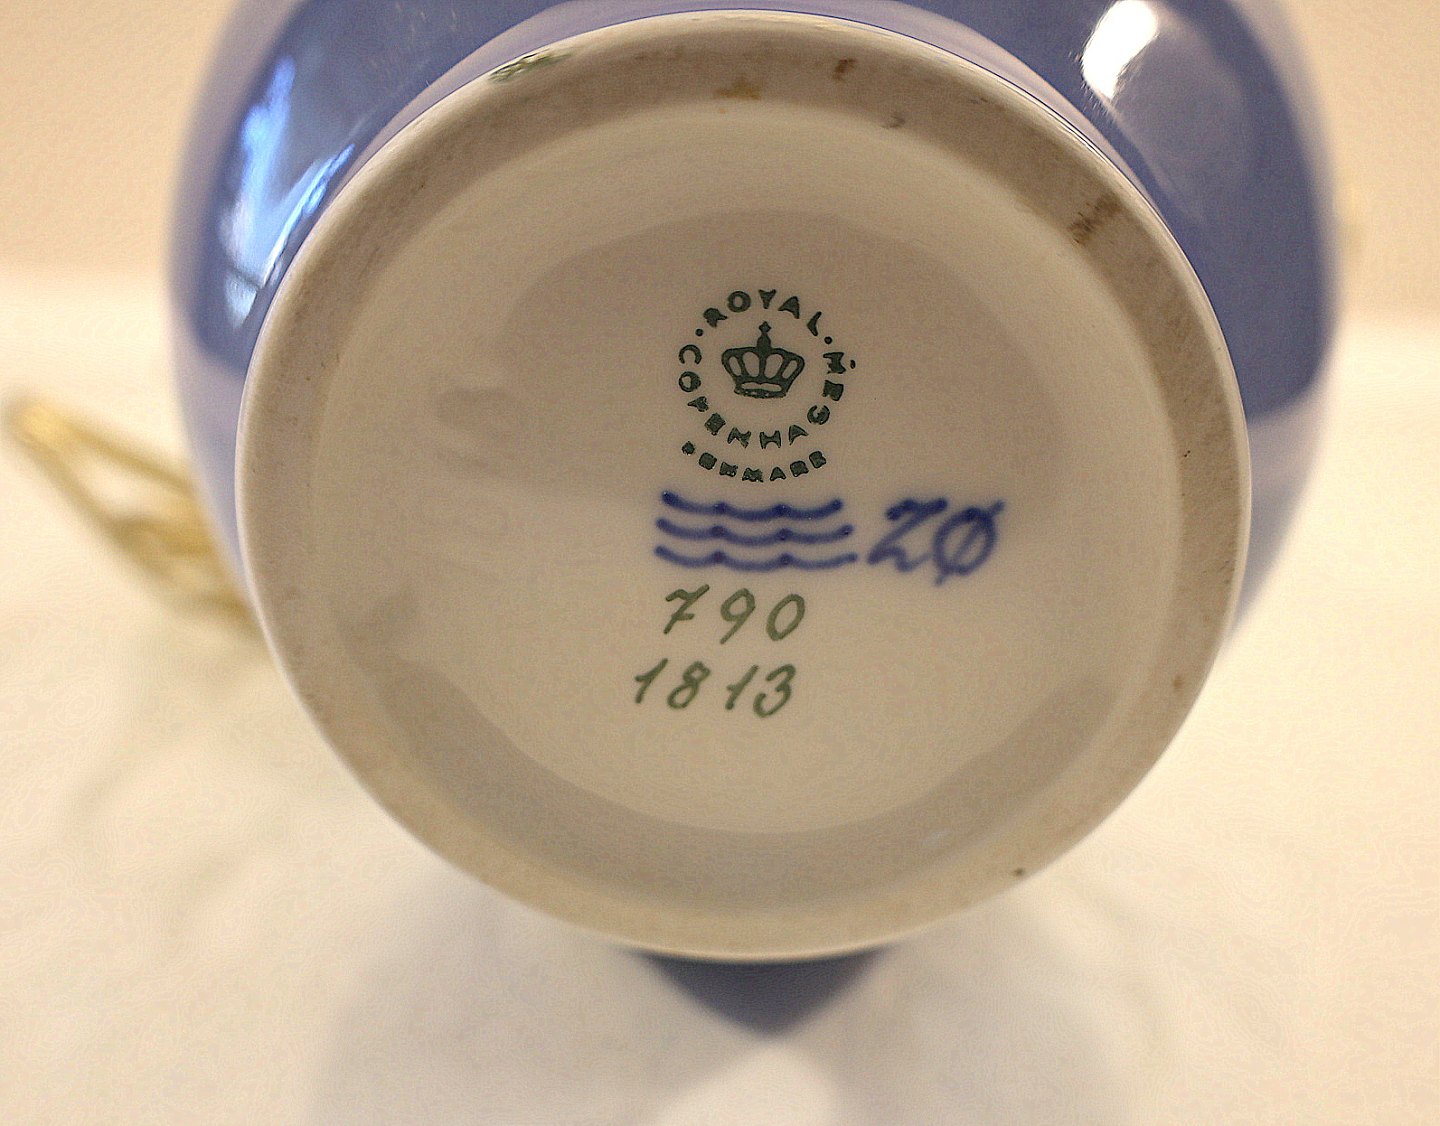 ROYAL
COPENHAGEN
DENMARK
ZØ
790
1813